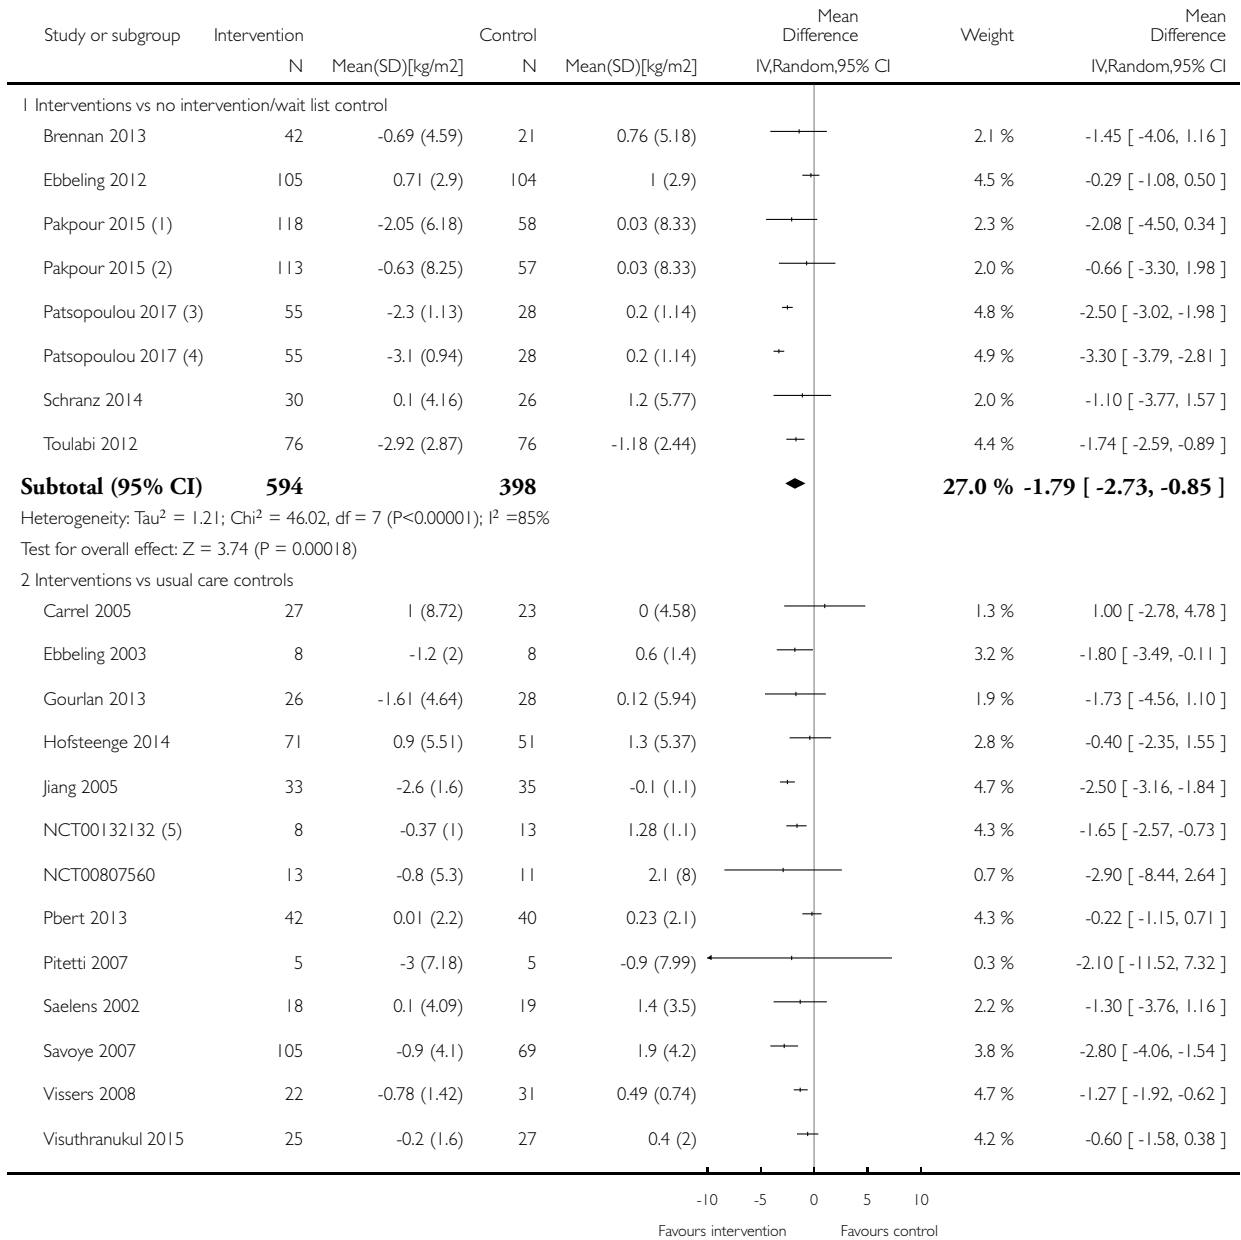 Study or subgroup Intervention Control Mean Difference Weight Mean Difference
N Mean(SD)[kg/m2] N Mean(SD)[kg/m2] IV,Random,95% CI IV,Random,95% CI
1 Interventions vs no intervention/wait list control
Brennan 2013 42 -0.69 (4.59) 21 0.76 (5.18) 2.1 % -1.45 [ -4.06, 1.16 ]
Ebbeling 2012 105 0.71 (2.9) 104 1 (2.9) 4.5 % -0.29 [ -1.08, 0.50 ]
Pakpour 2015 (1) 118 -2.05 (6.18) 58 0.03 (8.33) 2.3 % -2.08 [ -4.50, 0.34 ]
Pakpour 2015 (2) 113 -0.63 (8.25) 57 0.03 (8.33) 2.0 % -0.66 [ -3.30, 1.98 ]
Patsopoulou 2017 (3) 55 -2.3 (1.13) 28 0.2 (1.14) 4.8 % -2.50 [ -3.02, -1.98 ]
Patsopoulou 2017 (4) 55 -3.1 (0.94) 28 0.2 (1.14) 4.9 % -3.30 [ -3.79, -2.81 ]
Schranz 2014 30 0.1 (4.16) 26 1.2 (5.77) 2.0 % -1.10 [ -3.77, 1.57 ]
Toulabi 2012 76 -2.92 (2.87) 76 -1.18 (2.44) 4.4 % -1.74 [ -2.59, -0.89 ]
Subtotal (95% CI) 594 398 27.0 % -1.79 [ -2.73, -0.85 ]
Heterogeneity: Tau² = 1.21; Chi² = 46.02, df = 7 (P<0.00001); I² =85%
Test for overall effect: Z = 3.74 (P = 0.00018)
2 Interventions vs usual care controls
Carrel 2005 27 1 (8.72) 23 0 (4.58) 1.3 % 1.00 [ -2.78, 4.78 ]
Ebbeling 2003 8 -1.2 (2) 8 0.6 (1.4) 3.2 % -1.80 [ -3.49, -0.11 ]
Gourlan 2013 26 -1.61 (4.64) 28 0.12 (5.94) 1.9 % -1.73 [ -4.56, 1.10 ]
Hofsteenge 2014 71 0.9 (5.51) 51 1.3 (5.37) 2.8 % -0.40 [ -2.35, 1.55 ]
Jiang 2005 33 -2.6 (1.6) 35 -0.1 (1.1) 4.7 % -2.50 [ -3.16, -1.84 ]
NCT00132132 (5) 8 -0.37 (1) 13 1.28 (1.1) 4.3 % -1.65 [ -2.57, -0.73 ]
NCT00807560 13 -0.8 (5.3) 11 2.1 (8) 0.7 % -2.90 [ -8.44, 2.64 ]
Pbert 2013 42 0.01 (2.2) 40 0.23 (2.1) 4.3 % -0.22 [ -1.15, 0.71 ]
Pitetti 2007 5 -3 (7.18) 5 -0.9 (7.99) 0.3 % -2.10 [ -11.52, 7.32 ]
Saelens 2002 18 0.1 (4.09) 19 1.4 (3.5) 2.2 % -1.30 [ -3.76, 1.16 ]
Savoye 2007 105 -0.9 (4.1) 69 1.9 (4.2) 3.8 % -2.80 [ -4.06, -1.54 ]
Vissers 2008 22 -0.78 (1.42) 31 0.49 (0.74) 4.7 % -1.27 [ -1.92, -0.62 ]
Visuthranukul 2015 25 -0.2 (1.6) 27 0.4 (2) 4.2 % -0.60 [ -1.58, 0.38 ]
-10 -5 0 5 10
Favours intervention Favours control